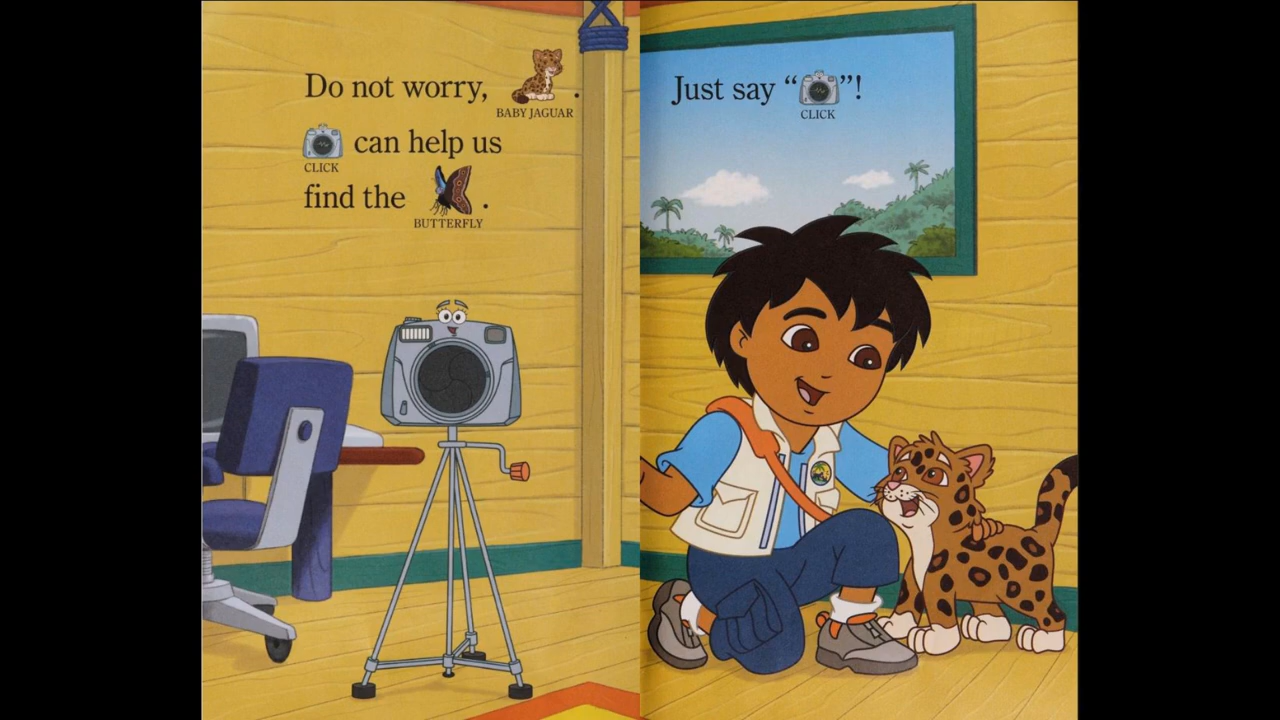 Do not worry, .
BABY JAGUAR
can help us
CLICK
find the .
BUTTERFLY
Just say “ ”!
CLICK